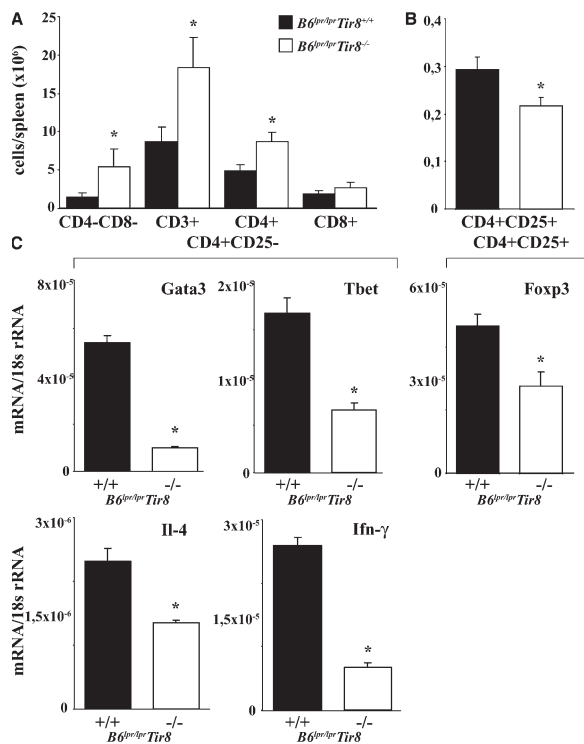 A
B6lpr/lprTir8+/+
B6lpr/lprTir8-/-
cells/spleen (x10⁶)
25
20
15
10
5
0
*
*
*
CD4-CD8-
CD3+
CD4+
CD8+
B
0,4
0,3
0,2
0,1
0
*
CD4+CD25+
C
CD4+CD25-
CD4+CD25+
mRNA/18s rRNA
Gata3
8x10⁻⁵
4x10⁻⁵
0
*
+/+
-/-
B6lpr/lprTir8
Tbet
2x10⁻⁵
1x10⁻⁵
0
*
+/+
-/-
B6lpr/lprTir8
Foxp3
6x10⁻⁵
3x10⁻⁵
0
*
+/+
-/-
B6lpr/lprTir8
mRNA/18s rRNA
Il-4
3x10⁻⁶
1,5x10⁻⁶
0
*
+/+
-/-
B6lpr/lprTir8
Ifn-γ
3x10⁻⁵
1,5x10⁻⁵
0
*
+/+
-/-
B6lpr/lprTir8